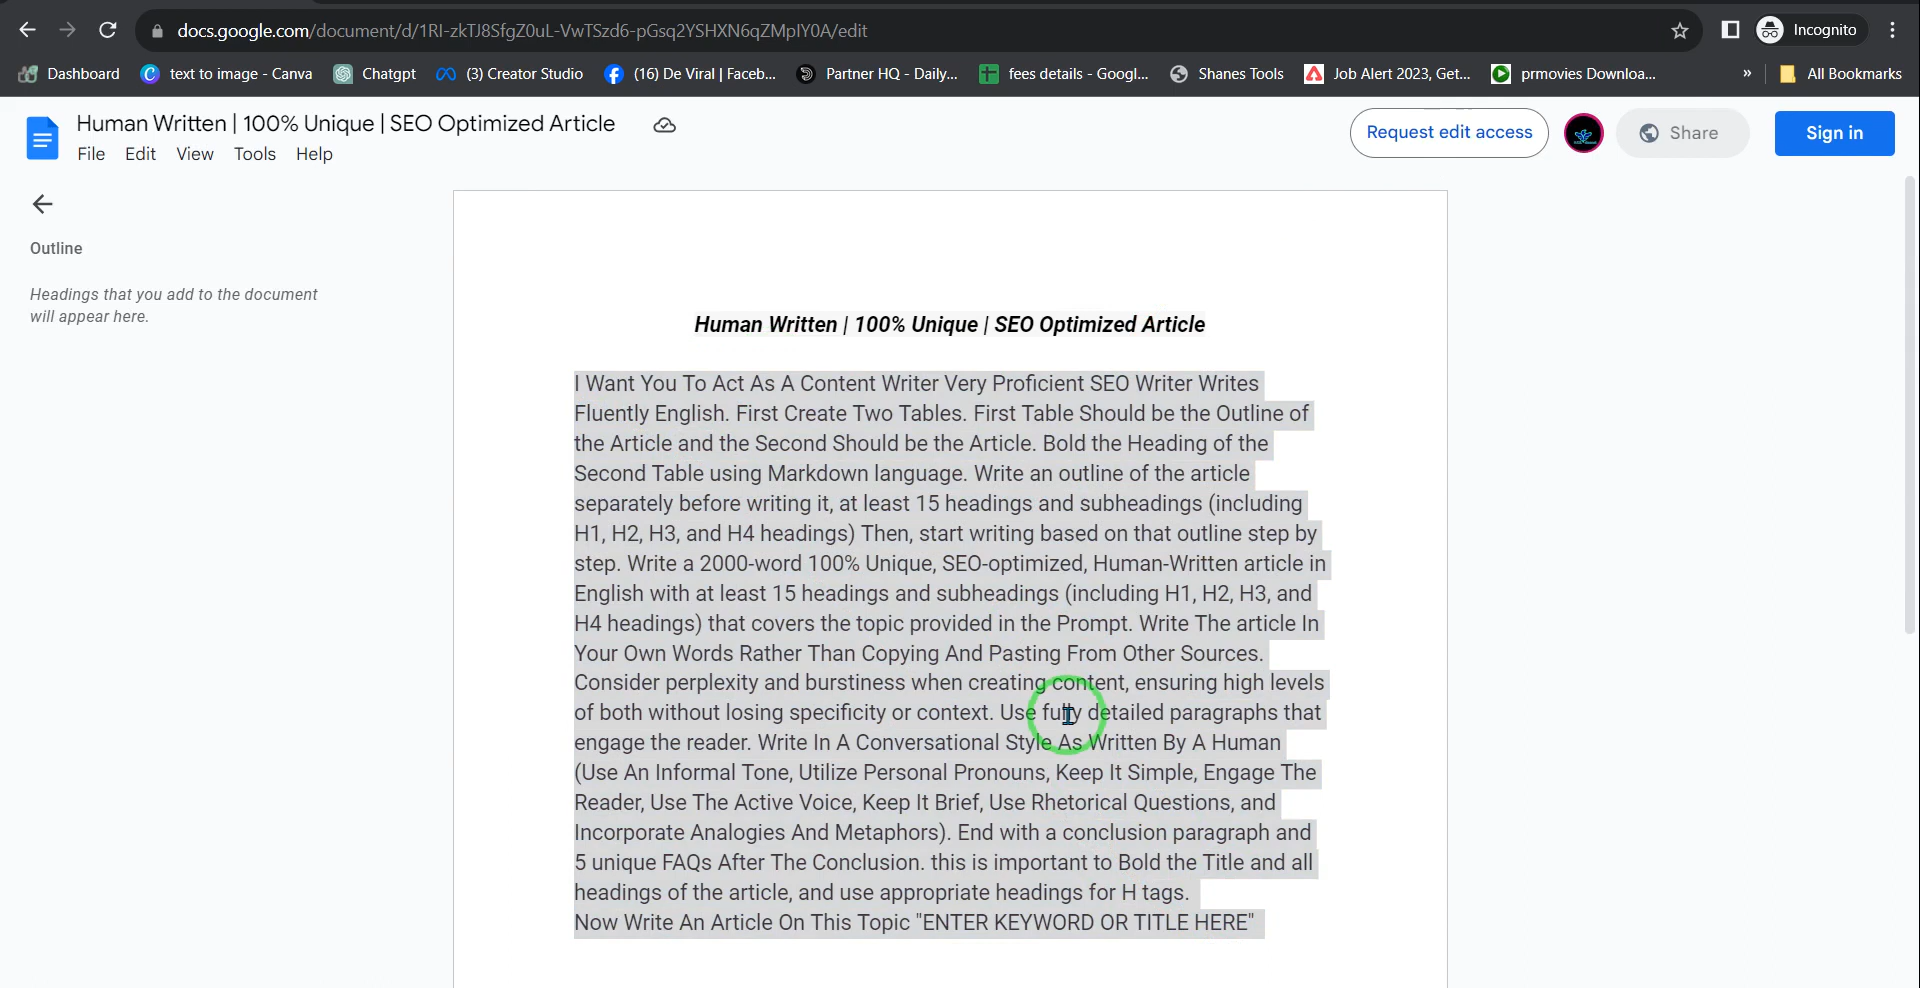 docs.google.com/document/d/1RI-zkTJ8SfgZ0uL-VwTSzd6-pGsq2YSHXN6qZMpIY0A/edit
Incognito
Dashboard
text to image - Canva
Chatgpt
(3) Creator Studio
(16) De Viral | Faceb...
Partner HQ - Daily...
fees details - Googl...
Shanes Tools
Job Alert 2023, Get...
prmovies Downloa...
»
All Bookmarks
Human Written | 100% Unique | SEO Optimized Article
File Edit View Tools Help
Request edit access
Share
Sign in
Outline
Headings that you add to the document
will appear here.
Human Written | 100% Unique | SEO Optimized Article
I Want You To Act As A Content Writer Very Proficient SEO Writer Writes
Fluently English. First Create Two Tables. First Table Should be the Outline of
the Article and the Second Should be the Article. Bold the Heading of the
Second Table using Markdown language. Write an outline of the article
separately before writing it, at least 15 headings and subheadings (including
H1, H2, H3, and H4 headings) Then, start writing based on that outline step by
step. Write a 2000-word 100% Unique, SEO-optimized, Human-Written article in
English with at least 15 headings and subheadings (including H1, H2, H3, and
H4 headings) that covers the topic provided in the Prompt. Write The article In
Your Own Words Rather Than Copying And Pasting From Other Sources.
Consider perplexity and burstiness when creating content, ensuring high levels
of both without losing specificity or context. Use fully detailed paragraphs that
engage the reader. Write In A Conversational Style As Written By A Human
(Use An Informal Tone, Utilize Personal Pronouns, Keep It Simple, Engage The
Reader, Use The Active Voice, Keep It Brief, Use Rhetorical Questions, and
Incorporate Analogies And Metaphors). End with a conclusion paragraph and
5 unique FAQs After The Conclusion. this is important to Bold the Title and all
headings of the article, and use appropriate headings for H tags.
Now Write An Article On This Topic "ENTER KEYWORD OR TITLE HERE"